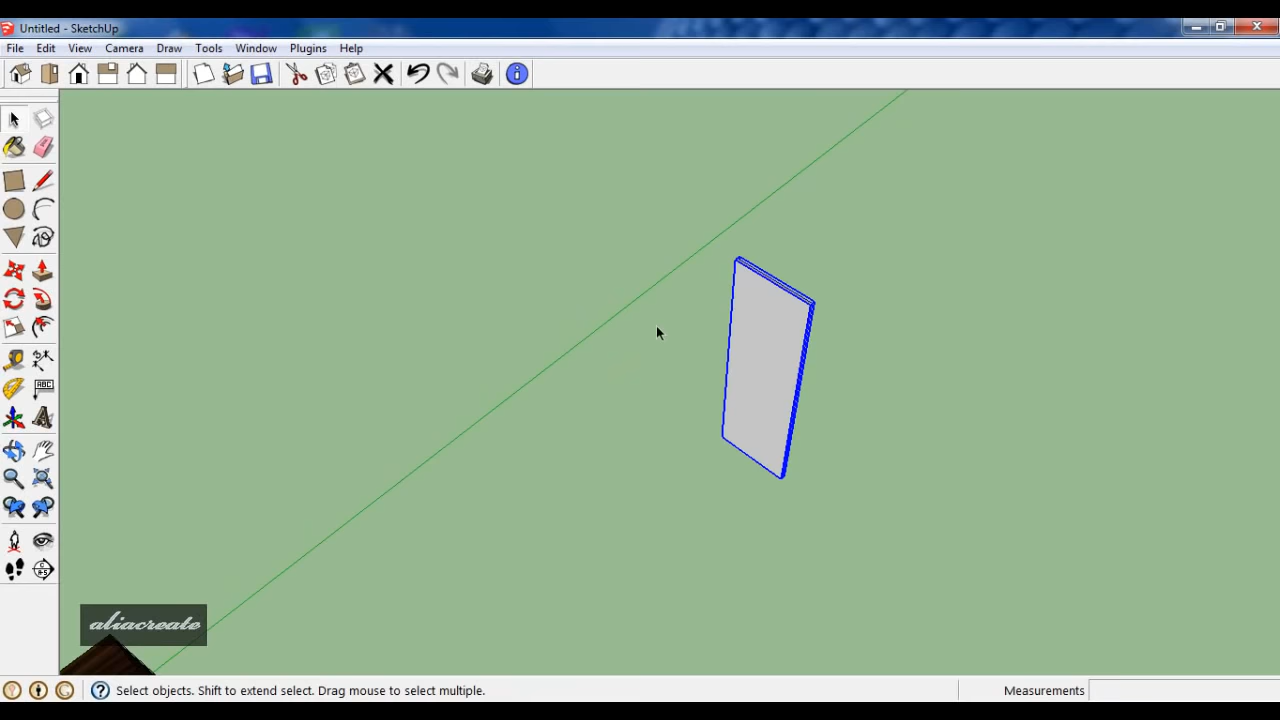 Untitled - SketchUp
File Edit View Camera Draw Tools Window Plugins Help
ABC
A
aliacreate
Select objects. Shift to extend select. Drag mouse to select multiple.
Measurements